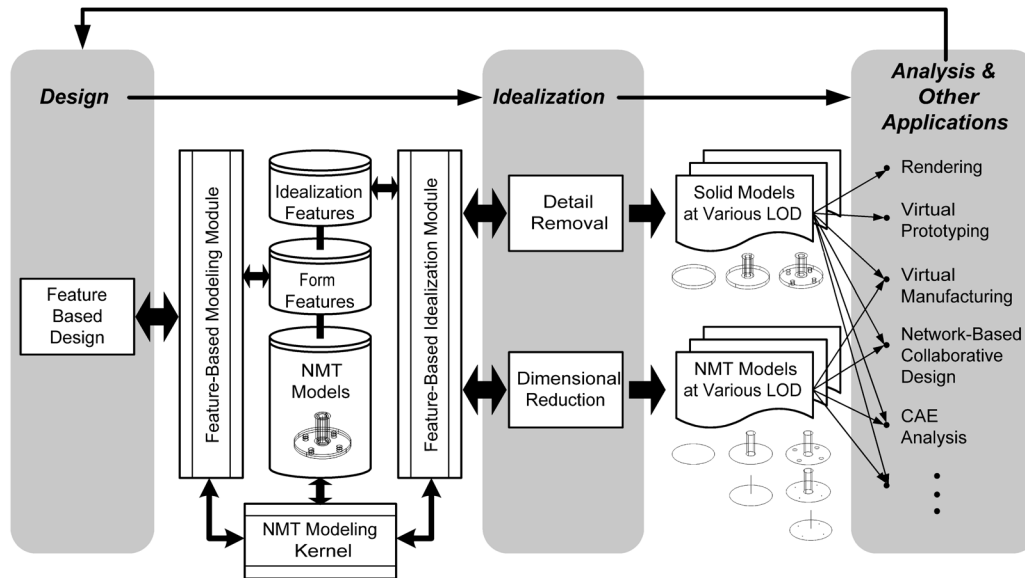 Design
Idealization
Analysis &
Other
Applications
Feature
Based
Design
Feature-Based Modeling Module
Idealization
Features
Form
Features
NMT
Models
NMT Modeling
Kernel
Feature-Based Idealization Module
Detail
Removal
Dimensional
Reduction
Solid Models
at Various LOD
NMT Models
at Various LOD
Rendering
Virtual
Prototyping
Virtual
Manufacturing
Network-Based
Collaborative
Design
CAE
Analysis